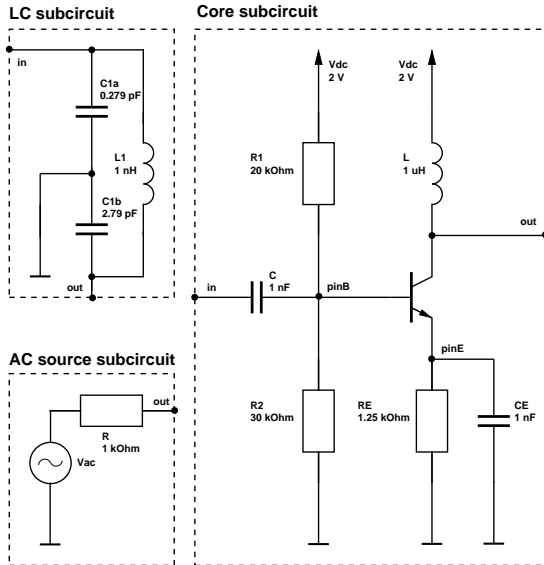 LC subcircuit
in
C1a
0.279 pF
L1
1 nH
C1b
2.79 pF
out
AC source subcircuit
out
R
1 kOhm
Vac
Core subcircuit
Vdc
2 V
Vdc
2 V
R1
20 kOhm
L
1 uH
out
in
C
1 nF
pinB
pinE
R2
30 kOhm
RE
1.25 kOhm
CE
1 nF